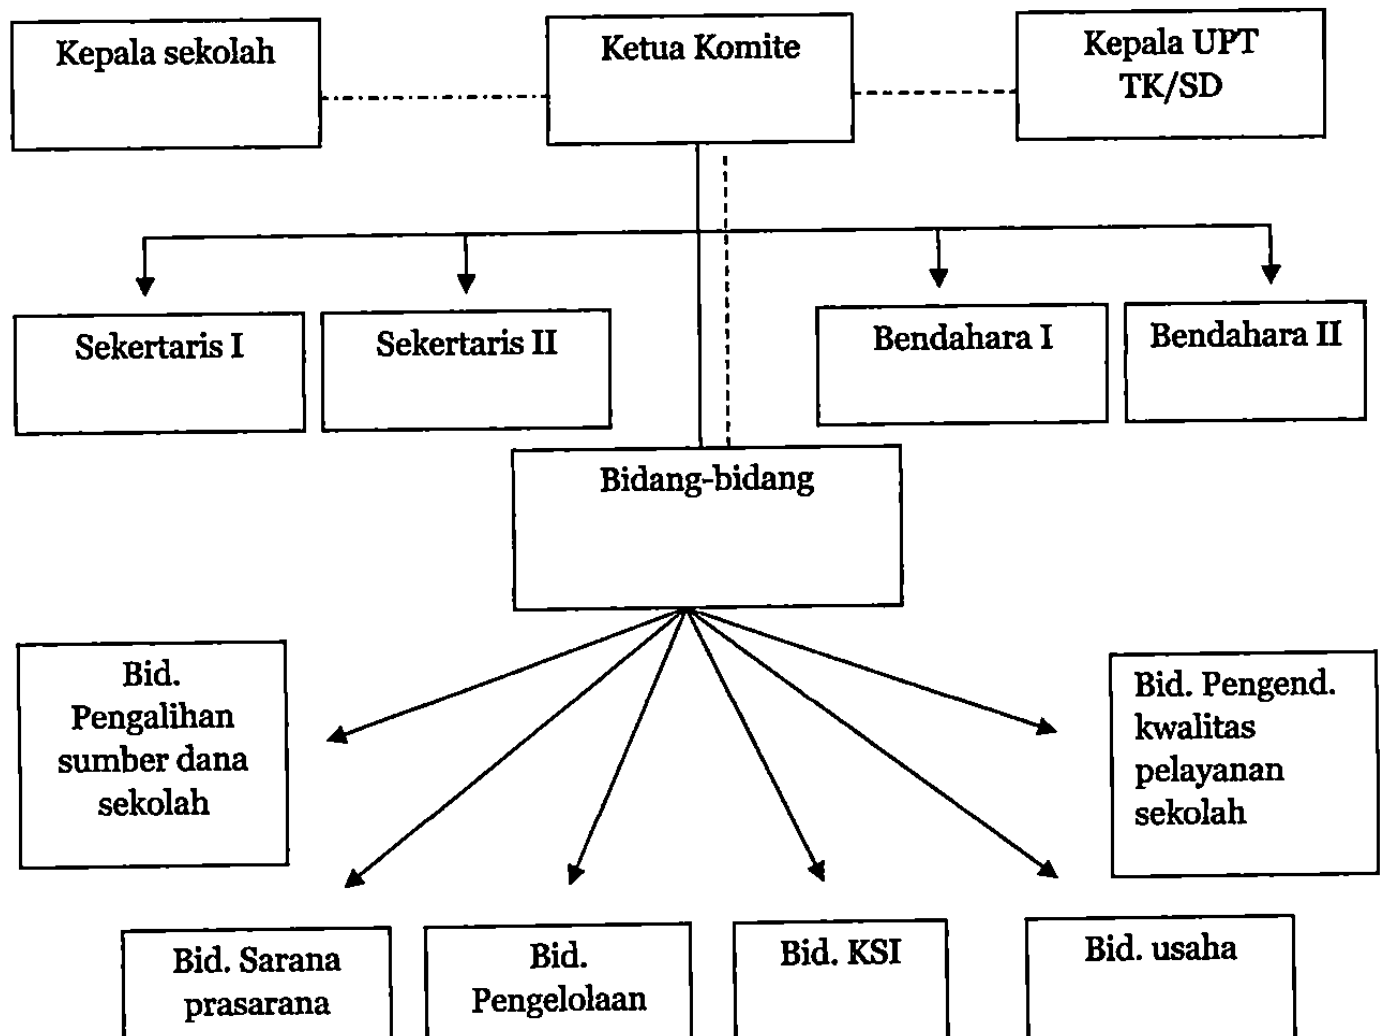 Kepala sekolah
Ketua Komite
Kepala UPT
TK/SD
Sekertaris I
Sekertaris II
Bendahara I
Bendahara II
Bidang-bidang
Bid.
Pengalihan
sumber dana
sekolah
Bid. Pengend.
kwalitas
pelayanan
sekolah
Bid. Sarana
prasarana
Bid.
Pengelolaan
Bid. KSI
Bid. usaha